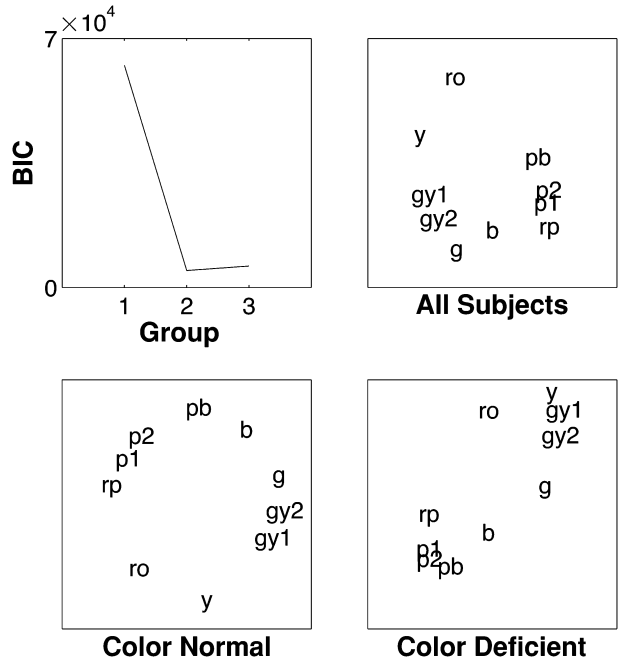 7×10⁴
BIC
0
1 2 3
Group
ro
y
pb
p2
gy1
p1
gy2
rp
b
g
All Subjects
pb
b
p2
p1
g
rp
gy2
gy1
ro
y
Color Normal
y
ro
gy1
gy2
g
rp
b
p1
p2
pb
Color Deficient